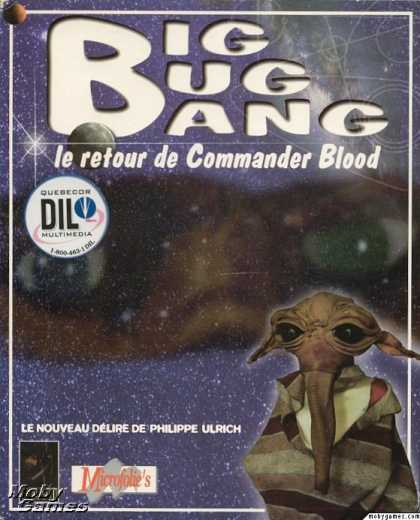 BIG
BUG
BANG
le retour de Commander Blood
QUEBECOR
DIL
MULTIMEDIA
1-800-463-1DIL
LE NOUVEAU DÉLIRE DE PHILIPPE ULRICH
Microfolie's
Moby
Games
mobygames.com